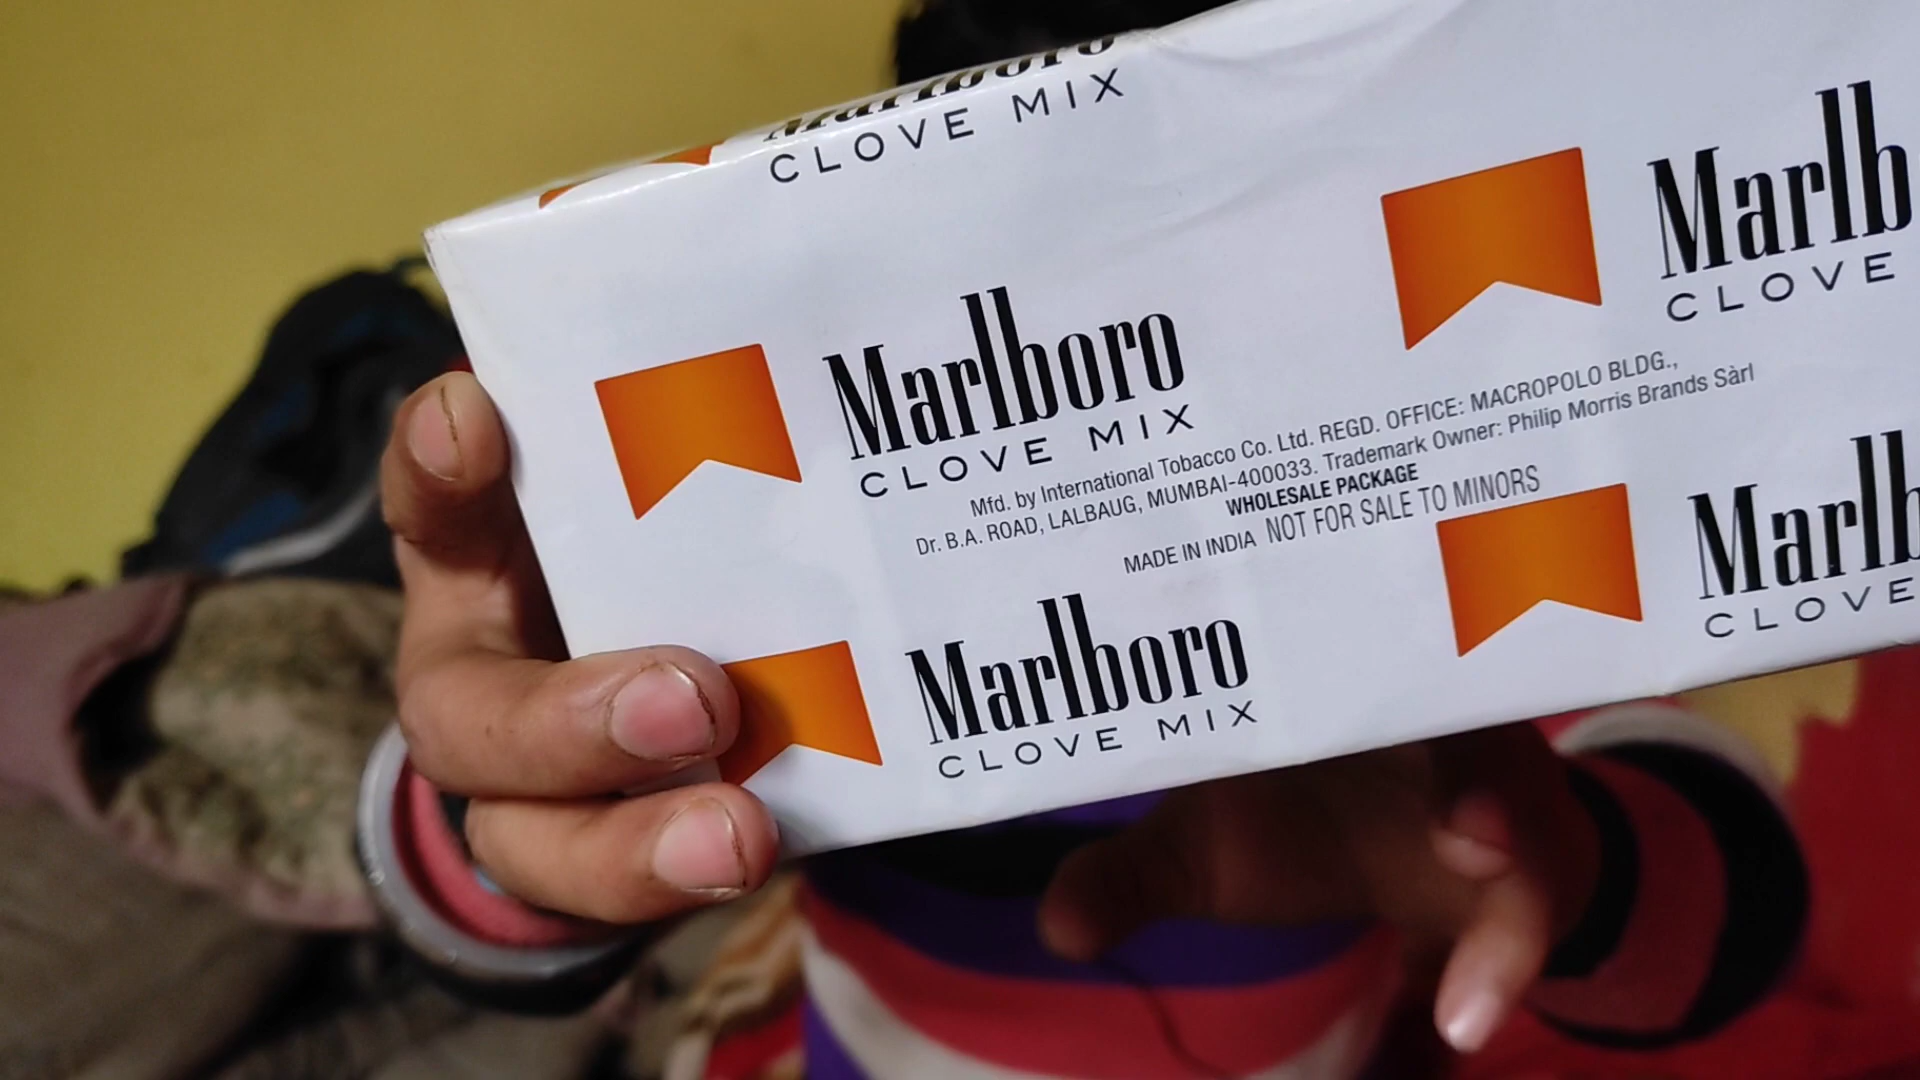 Marlboro
CLOVE MIX
Marlb
CLOVE
Marlboro
CLOVE MIX
Mfd. by International Tobacco Co. Ltd. REGD. OFFICE: MACROPOLO BLDG.,
Dr. B.A. ROAD, LALBAUG, MUMBAI-400033. Trademark Owner: Philip Morris Brands Sàrl
WHOLESALE PACKAGE
MADE IN INDIA NOT FOR SALE TO MINORS
Marlb
CLOVE
Marlboro
CLOVE MIX